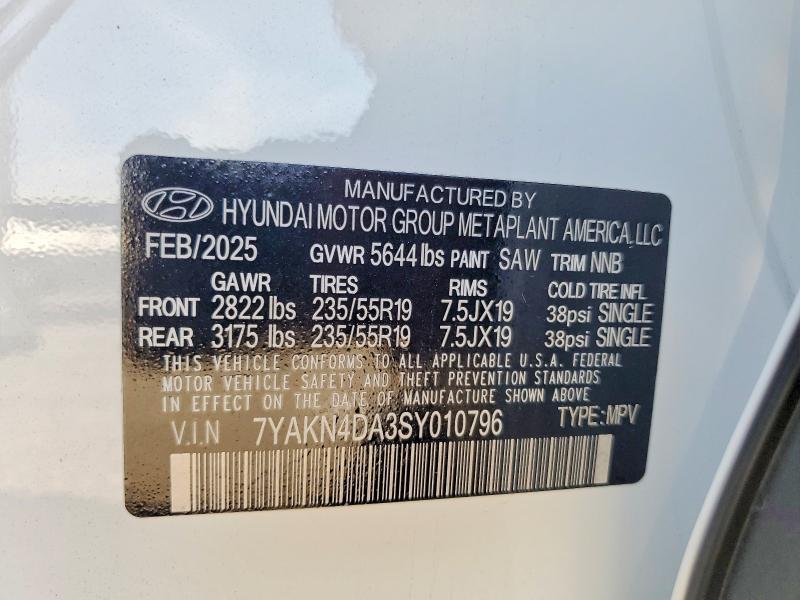 MANUFACTURED BY
HYUNDAI MOTOR GROUP METAPLANT AMERICA, LLC
FEB/2025 GVWR 5644 lbs PAINT SAW TRIM NNB
GAWR TIRES RIMS COLD TIRE INFL
FRONT 2822 lbs 235/55R19 7.5JX19 38psi SINGLE
REAR 3175 lbs 235/55R19 7.5JX19 38psi SINGLE
THIS VEHICLE CONFORMS TO ALL APPLICABLE U.S.A. FEDERAL
MOTOR VEHICLE SAFETY AND THEFT PREVENTION STANDARDS
IN EFFECT ON THE DATE OF MANUFACTURE SHOWN ABOVE.
V.I.N 7YAKN4DA3SY010796 TYPE: MPV